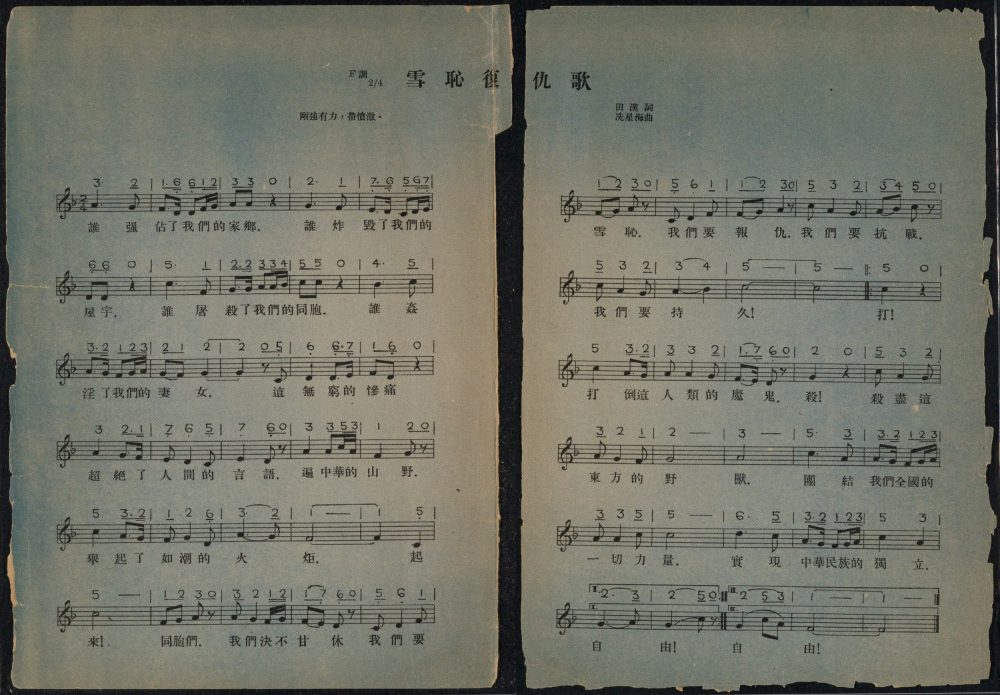 F調 2/4
雪恥復仇歌
剛强有力，帶憤激。
田漢詞
冼星海曲
誰强佔了我們的家鄉．誰炸毀了我們的
屋宇．誰屠殺了我們的同胞．誰姦
淫了我們的妻女．這無窮的慘痛
超絕了人間的言語．遍中華的山野．
舉起了如潮的火炬．起
來！同胞們．我們決不甘休我們要
雪恥．我們要報仇．我們要抗戰．
我們要持久！打！
打倒這人類的魔鬼．殺！殺盡這
東方的野獸．團結我們全國的
一切力量．實現中華民族的獨立．
自由！自由！